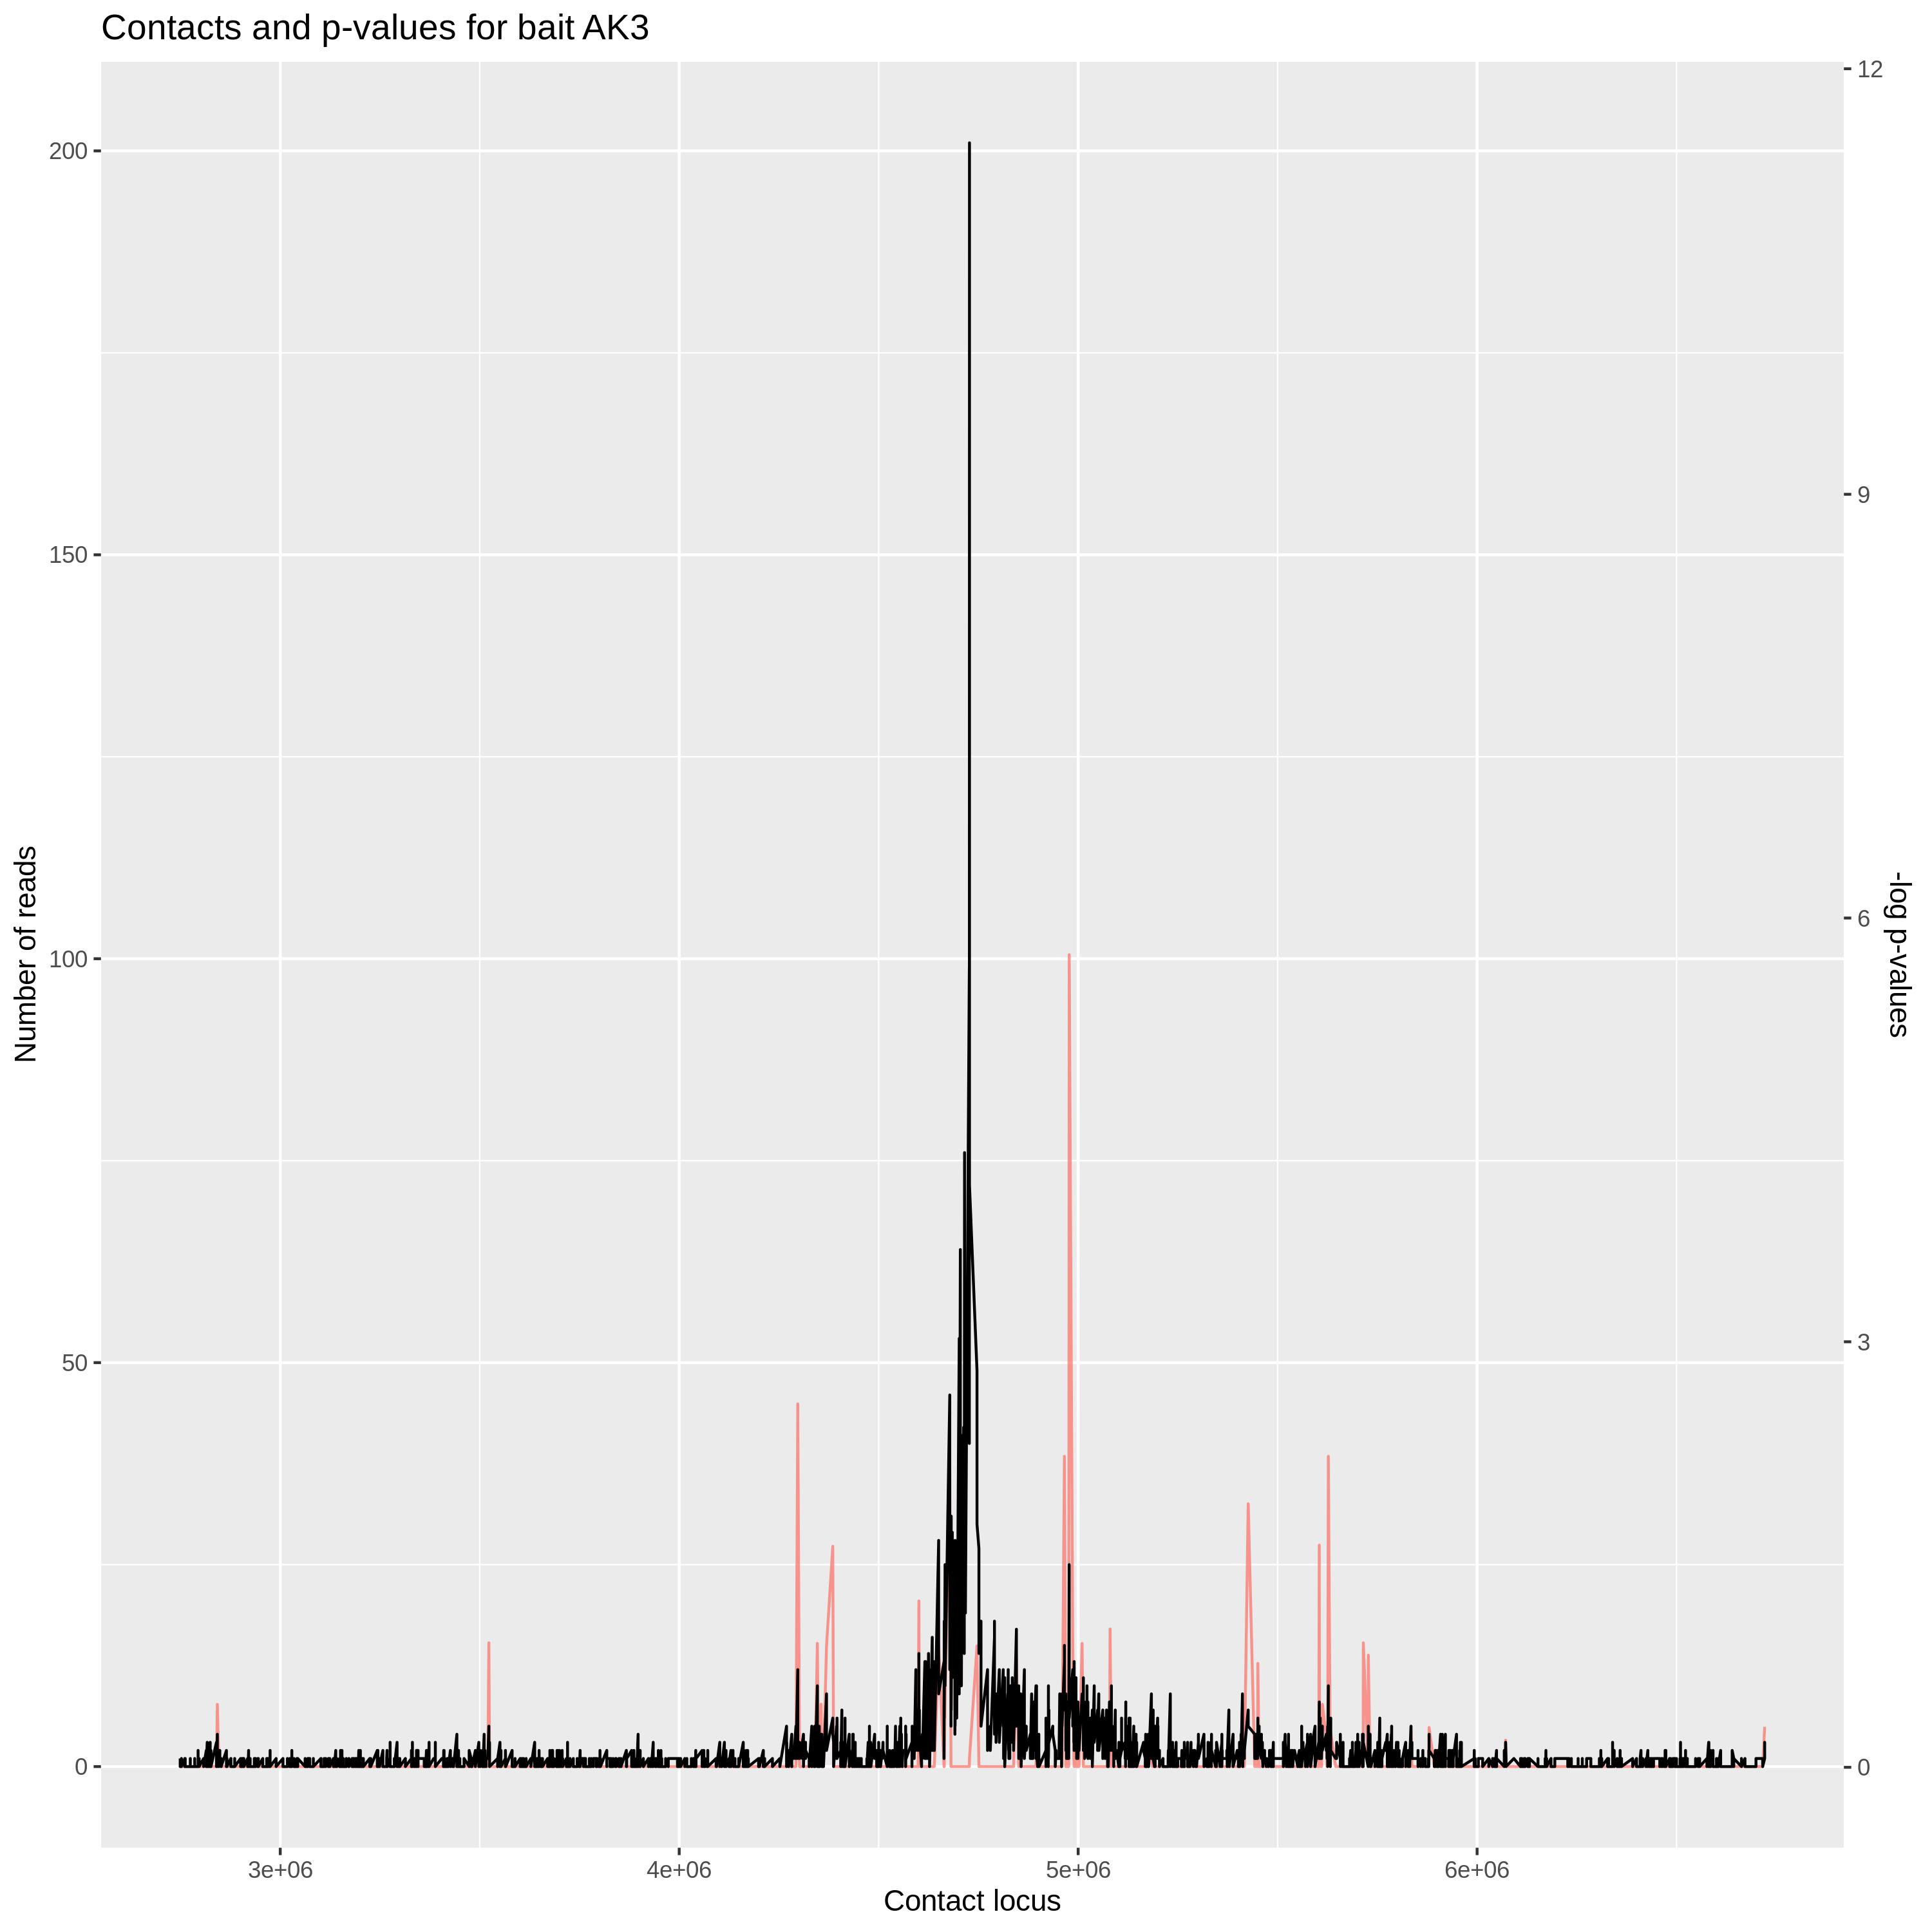 Contacts and p-values for bait AK3
200
150
100
50
0
12
9
6
3
0
Number of reads
-log p-values
3e+06
4e+06
5e+06
6e+06
Contact locus